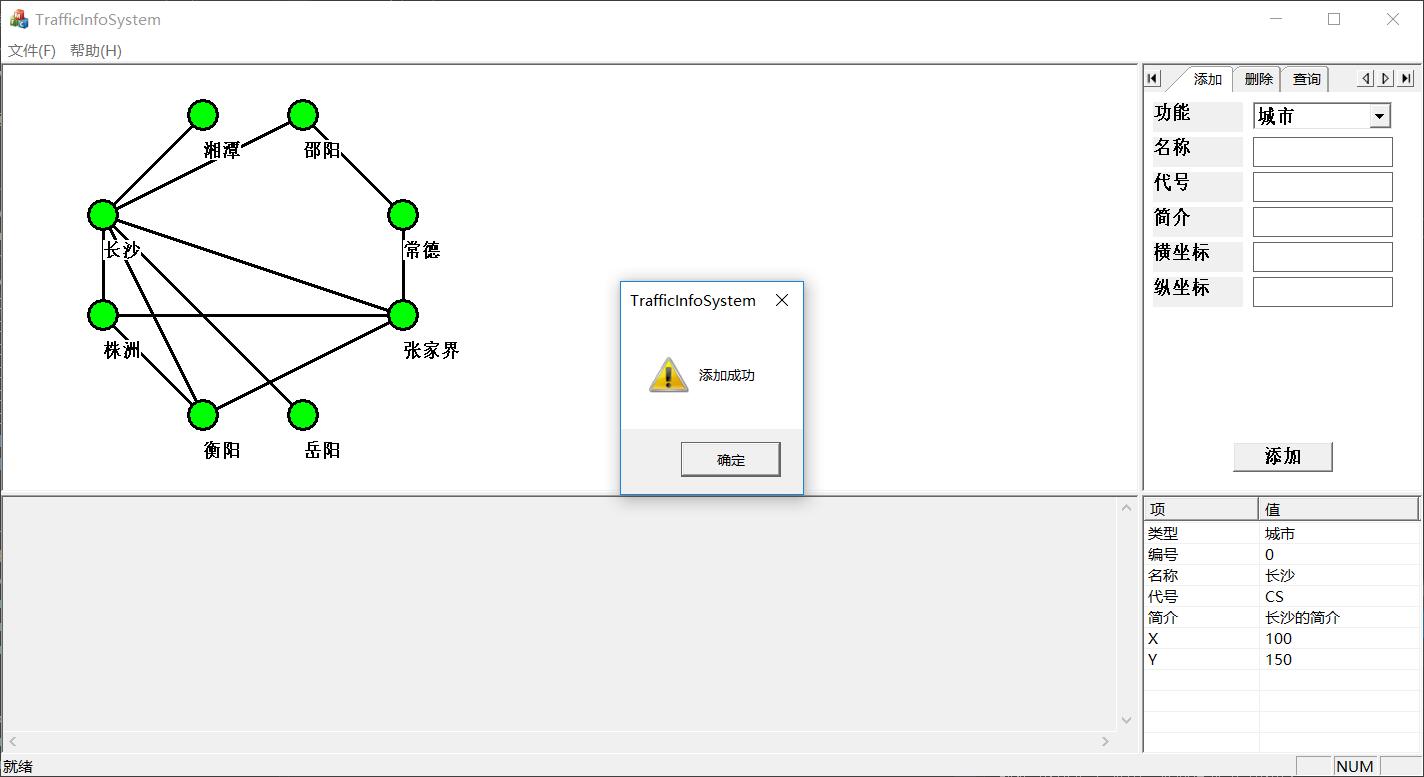 TrafficInfoSystem
文件(F) 帮助(H)
湘潭
邵阳
长沙
常德
株洲
张家界
衡阳
岳阳
TrafficInfoSystem
添加成功
确定
添加 删除 查询
功能 城市
名称
代号
简介
横坐标
纵坐标
添加
项 值
类型 城市
编号 0
名称 长沙
代号 CS
简介 长沙的简介
X 100
Y 150
就绪
NUM